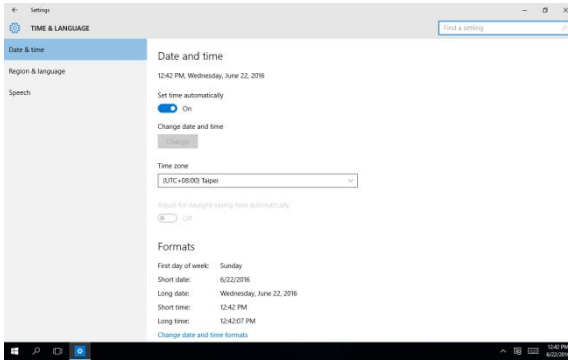 Settings
TIME & LANGUAGE
Find a setting
Date & time
Region & language
Speech
Date and time
12:42 PM, Wednesday, June 22, 2016
Set time automatically
On
Change date and time
Change
Time zone
(UTC+08:00) Taipei
Adjust for daylight saving time automatically
Off
Formats
First day of week: Sunday
Short date: 6/22/2016
Long date: Wednesday, June 22, 2016
Short time: 12:42 PM
Long time: 12:42:07 PM
Change date and time formats
12:42 PM
6/22/2016